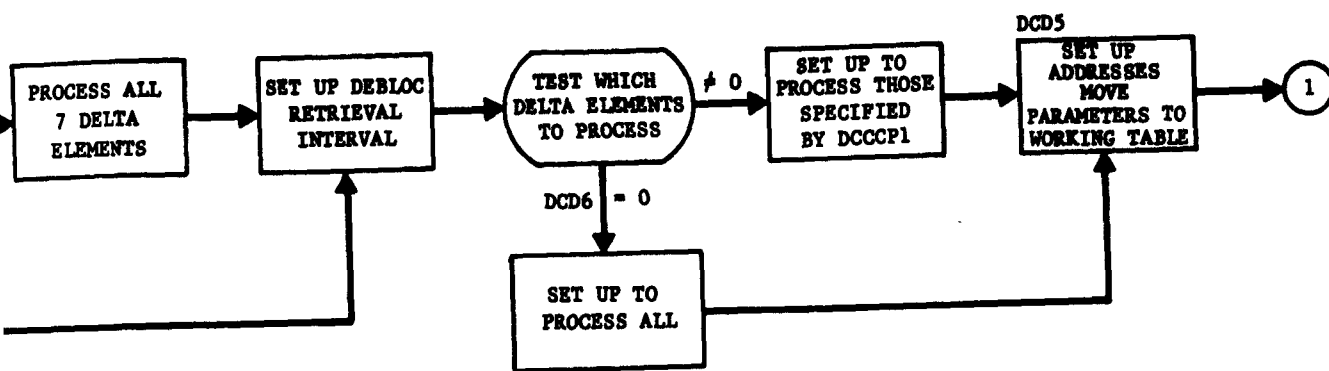 PROCESS ALL
7 DELTA
ELEMENTS
SET UP DEBLOC
RETRIEVAL
INTERVAL
TEST WHICH
DELTA ELEMENTS
TO PROCESS
≠ 0
DCD6 = 0
SET UP TO
PROCESS ALL
SET UP TO
PROCESS THOSE
SPECIFIED
BY DCCCP1
DCD5
SET UP
ADDRESSES
MOVE
PARAMETERS TO
WORKING TABLE
1